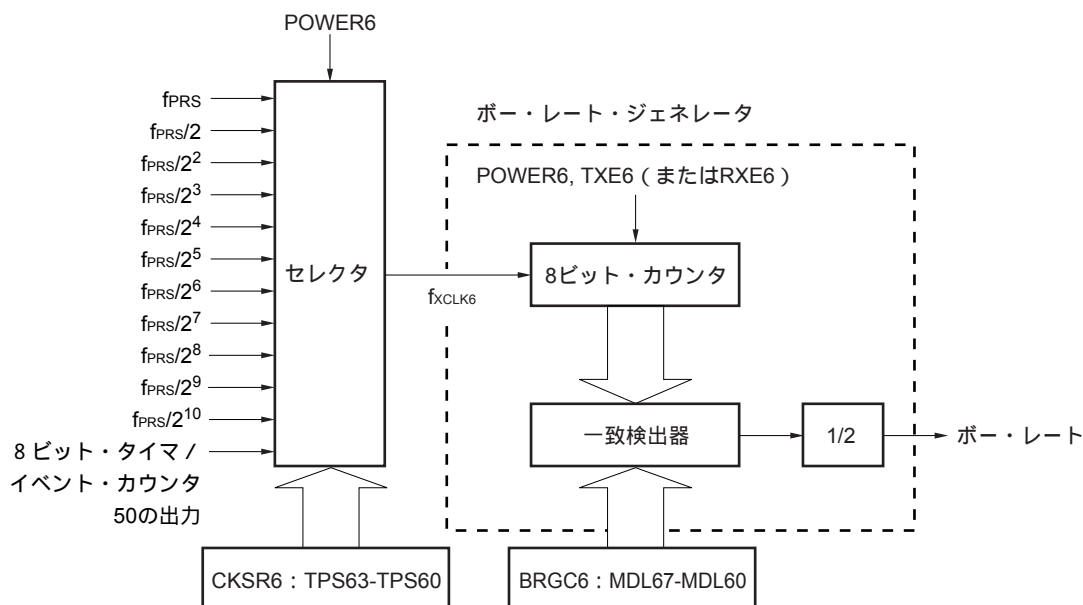 POWER6
fPRS
fPRS/2
fPRS/2²
fPRS/2³
fPRS/2⁴
fPRS/2⁵
fPRS/2⁶
fPRS/2⁷
fPRS/2⁸
fPRS/2⁹
fPRS/2¹⁰
8 ビット・タイマ /
イベント・カウンタ
50の出力
セレクタ
fXCLK6
ボー・レート・ジェネレータ
POWER6, TXE6（またはRXE6）
8ビット・カウンタ
一致検出器
1/2
ボー・レート
CKSR6：TPS63-TPS60
BRGC6：MDL67-MDL60